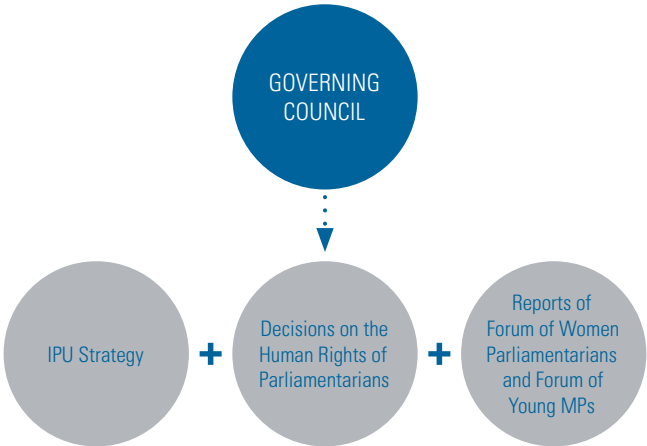 GOVERNING
COUNCIL
IPU Strategy
+
Decisions on the
Human Rights of
Parliamentarians
+
Reports of
Forum of Women
Parliamentarians
and Forum of
Young MPs